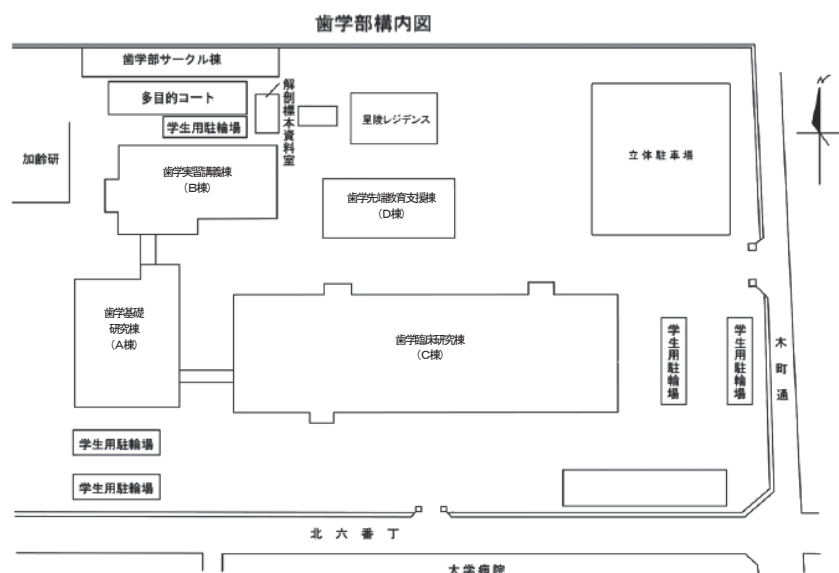 歯学部構内図
歯学部サークル棟
多目的コート
学生用駐輪場
解剖標本資料室
星陵レジデンス
N
立体駐車場
加齢研
歯学実習講義棟
(B棟)
歯学先端教育支援棟
(D棟)
歯学基礎
研究棟
(A棟)
歯学臨床研究棟
(C棟)
学生用駐輪場
学生用駐輪場
木町通
学生用駐輪場
学生用駐輪場
北六番丁
大学病院